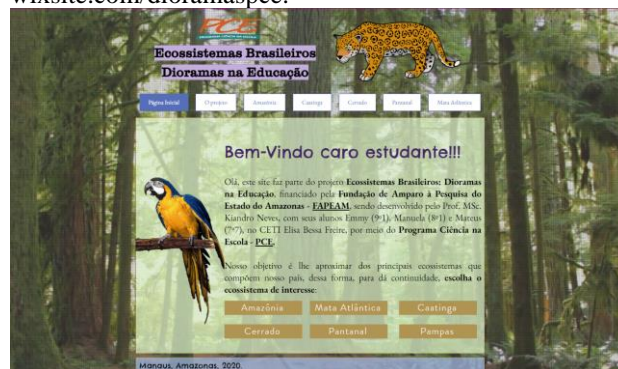 wixsite.com/dioramaspce.
PCE
Ecossistemas Brasileiros
Dioramas na Educação
Página Inicial O projeto Amazônia Caatinga Cerrado Pantanal Mata Atlântica
Bem-Vindo caro estudante!!!
Olá, este site faz parte do projeto Ecossistemas Brasileiros: Dioramas
na Educação, financiado pela Fundação de Amparo à Pesquisa do
Estado do Amazonas - FAPEAM, sendo desenvolvido pelo Prof. MSc.
Kiandro Neves, com seus alunos Emmy (9º1), Manuela (8º1) e Mateus
(7º7), no CETI Elisa Bessa Freire, por meio do Programa Ciência na
Escola - PCE.
Nosso objetivo é lhe aproximar dos principais ecossistemas que
compõem nosso país, dessa forma, para dá continuidade, escolha o
ecossistema de interesse:
Amazônia Mata Atlântica Caatinga
Cerrado Pantanal Pampas
Manaus, Amazonas, 2020.